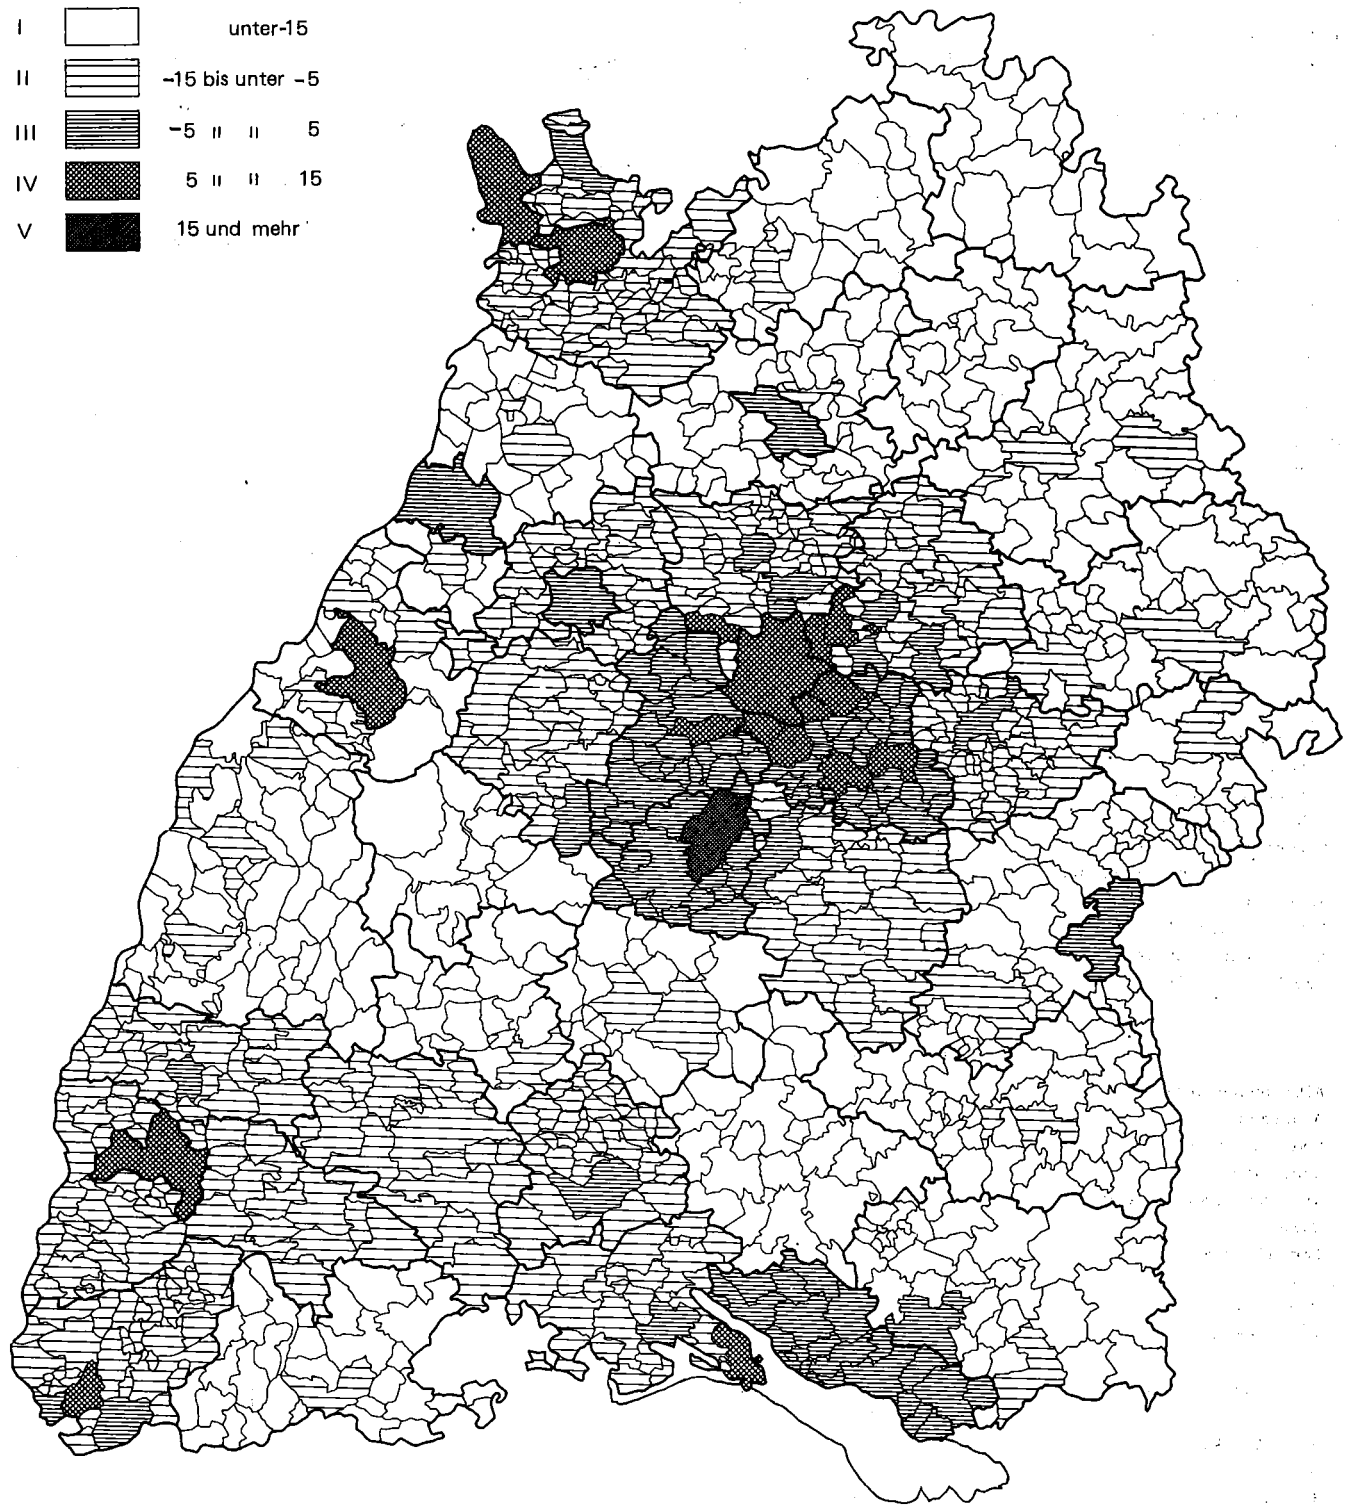 I unter -15
II -15 bis unter -5
III -5 " " 5
IV 5 " " 15
V 15 und mehr